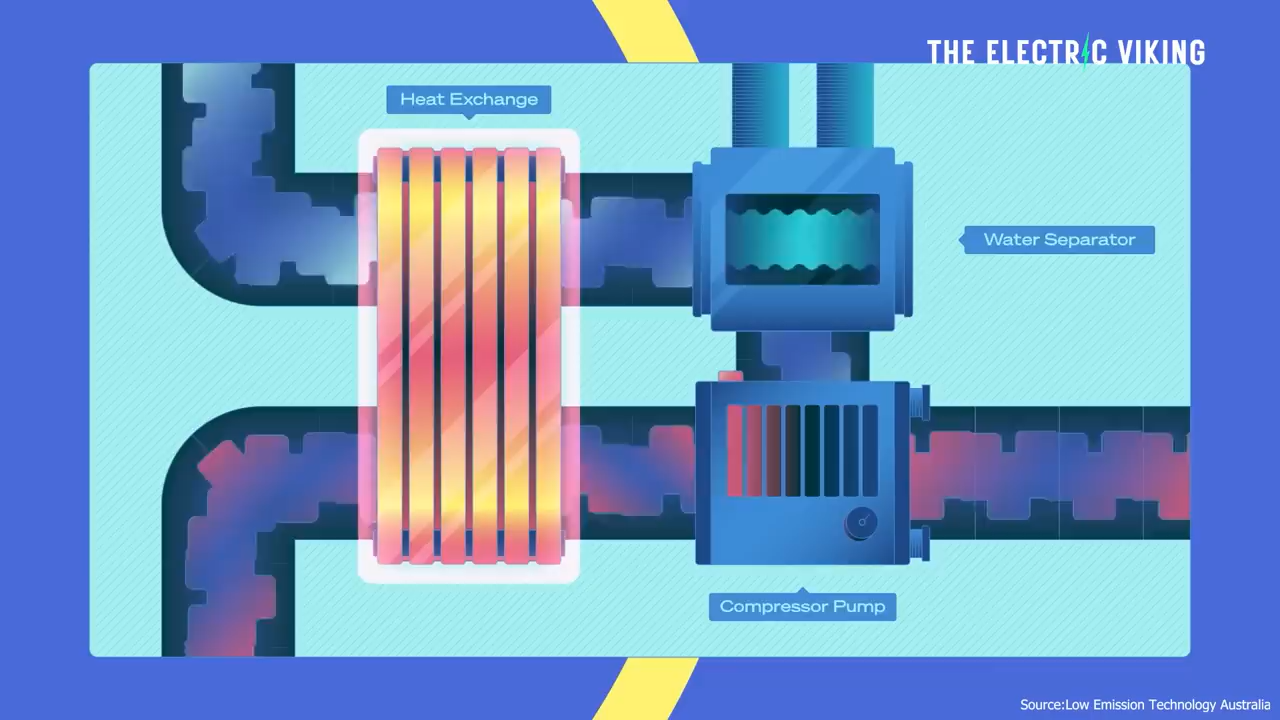 THE ELECTRIC VIKING
Heat Exchange
Water Separator
Compressor Pump
Source:Low Emission Technology Australia